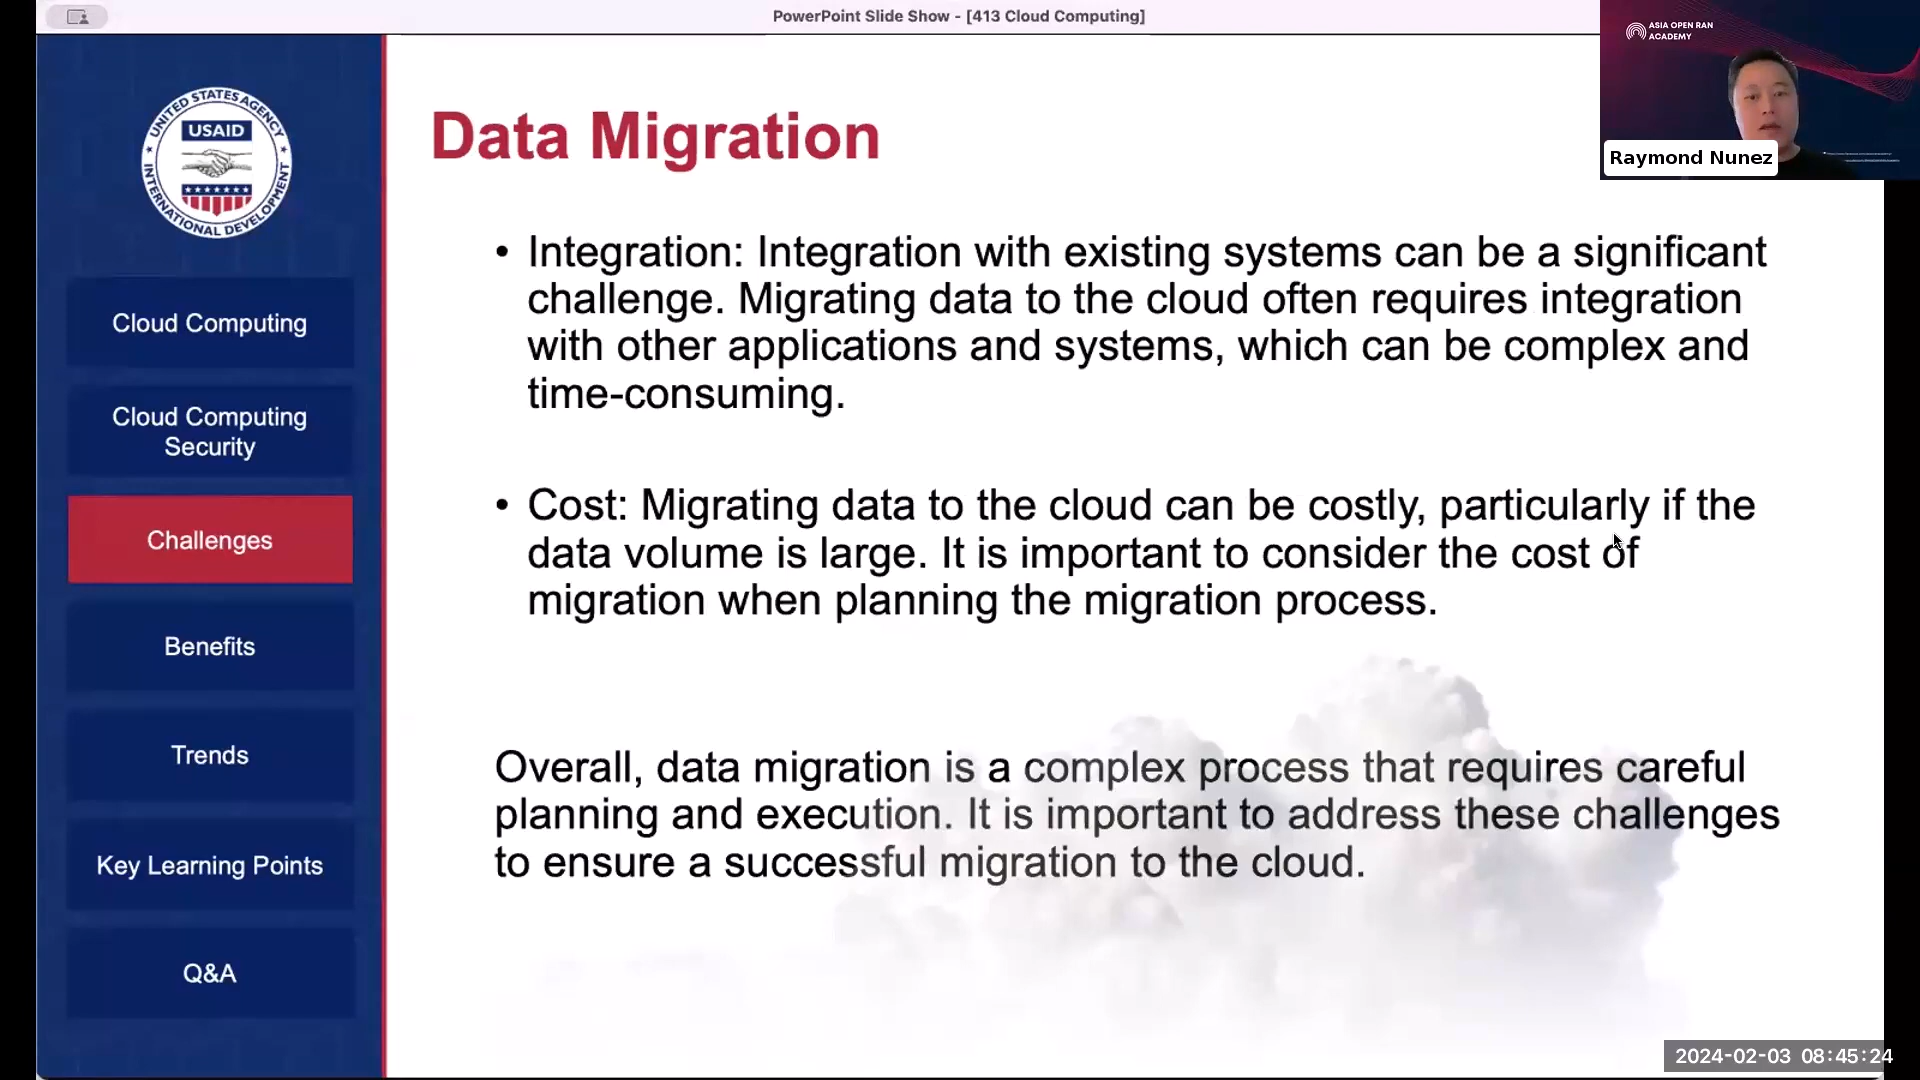 PowerPoint Slide Show - [413 Cloud Computing]
ASIA OPEN RAN
ACADEMY
Raymond Nunez
UNITED STATES AGENCY
USAID
INTERNATIONAL DEVELOPMENT
Cloud Computing
Cloud Computing
Security
Challenges
Benefits
Trends
Key Learning Points
Q&A
Data Migration
• Integration: Integration with existing systems can be a significant
challenge. Migrating data to the cloud often requires integration
with other applications and systems, which can be complex and
time-consuming.
• Cost: Migrating data to the cloud can be costly, particularly if the
data volume is large. It is important to consider the cost of
migration when planning the migration process.
Overall, data migration is a complex process that requires careful
planning and execution. It is important to address these challenges
to ensure a successful migration to the cloud.
2024-02-03 08:45:24